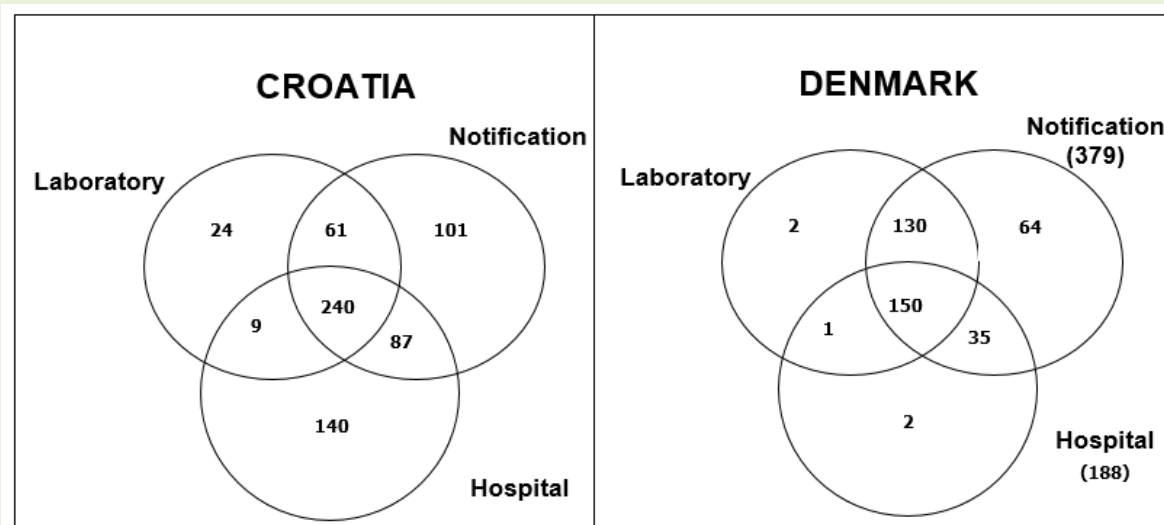 CROATIA
Notification
Laboratory
24
61
101
240
9
87
140
Hospital
DENMARK
Notification
(379)
Laboratory
2
130
64
150
1
35
2
Hospital
(188)